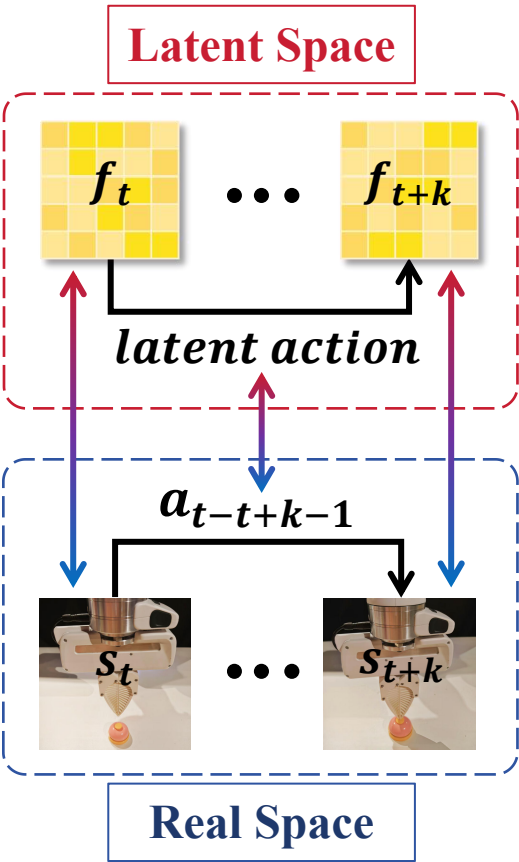 Latent Space
f_t ••• f_{t+k}
latent action
a_{t-t+k-1}
s_t ••• s_{t+k}
Real Space